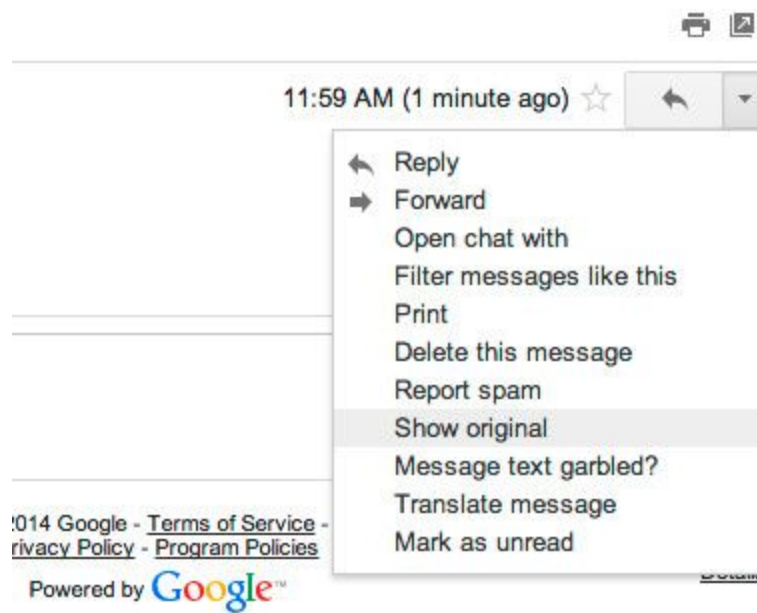 11:59 AM (1 minute ago)
Reply
Forward
Open chat with
Filter messages like this
Print
Delete this message
Report spam
Show original
Message text garbled?
Translate message
Mark as unread
2014 Google - Terms of Service -
rivacy Policy - Program Policies
Powered by Google™